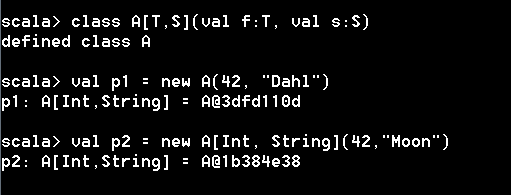 scala> class A[T,S](val f:T, val s:S)
defined class A
scala> val p1 = new A(42, "Dahl")
p1: A[Int,String] = A@3dfd110d
scala> val p2 = new A[Int, String](42,"Moon")
p2: A[Int,String] = A@1b384e38